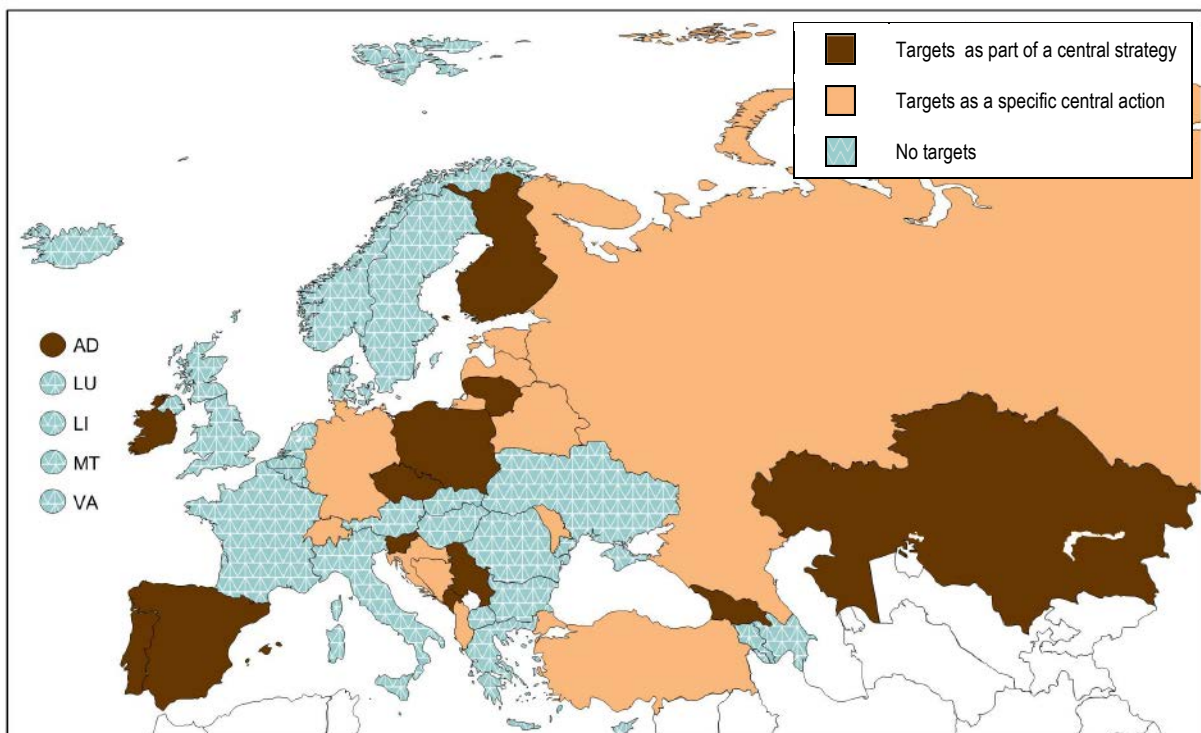 Targets as part of a central strategy
Targets as a specific central action
No targets
AD
LU
LI
MT
VA